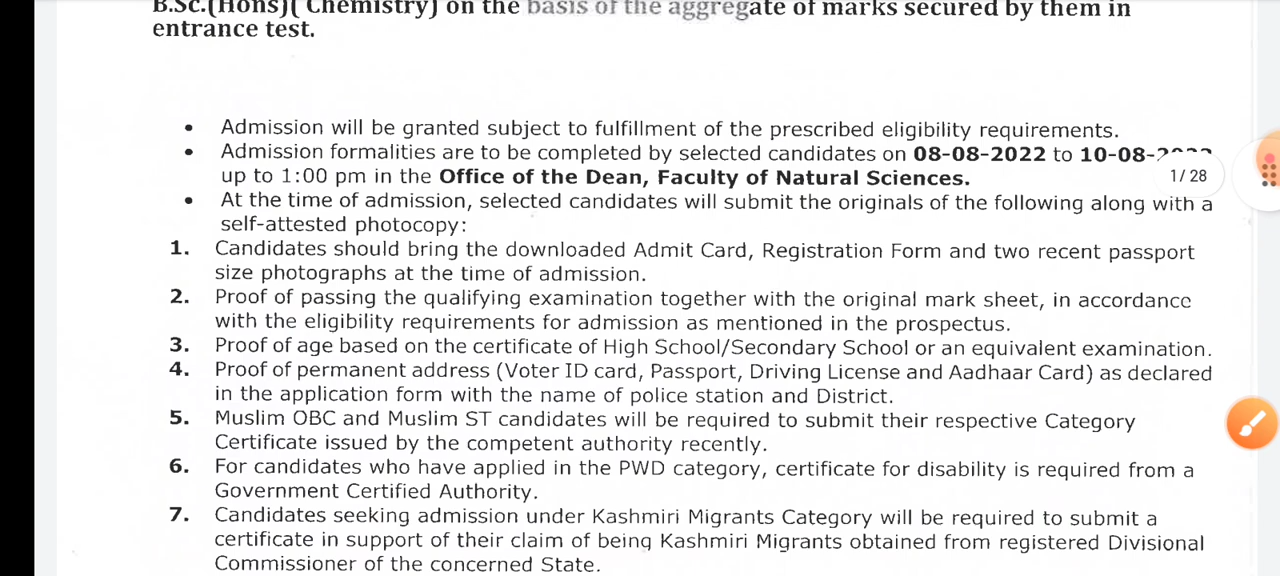 B.Sc.(Hons)( Chemistry) on the basis of the aggregate of marks secured by them in
entrance test.
• Admission will be granted subject to fulfillment of the prescribed eligibility requirements.
• Admission formalities are to be completed by selected candidates on 08-08-2022 to 10-08-
up to 1:00 pm in the Office of the Dean, Faculty of Natural Sciences.
1/28
• At the time of admission, selected candidates will submit the originals of the following along with a
self-attested photocopy:
1. Candidates should bring the downloaded Admit Card, Registration Form and two recent passport
size photographs at the time of admission.
2. Proof of passing the qualifying examination together with the original mark sheet, in accordance
with the eligibility requirements for admission as mentioned in the prospectus.
3. Proof of age based on the certificate of High School/Secondary School or an equivalent examination.
4. Proof of permanent address (Voter ID card, Passport, Driving License and Aadhaar Card) as declared
in the application form with the name of police station and District.
5. Muslim OBC and Muslim ST candidates will be required to submit their respective Category
Certificate issued by the competent authority recently.
6. For candidates who have applied in the PWD category, certificate for disability is required from a
Government Certified Authority.
7. Candidates seeking admission under Kashmiri Migrants Category will be required to submit a
certificate in support of their claim of being Kashmiri Migrants obtained from registered Divisional
Commissioner of the concerned State.